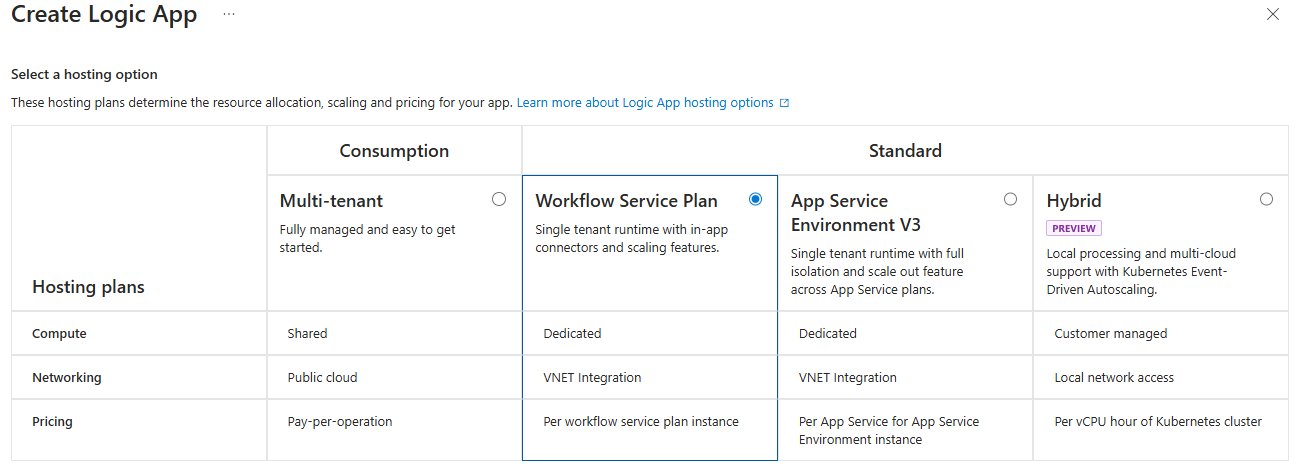 Create Logic App ...
Select a hosting option
These hosting plans determine the resource allocation, scaling and pricing for your app. Learn more about Logic App hosting options
Consumption
Standard
Hosting plans
Multi-tenant
Fully managed and easy to get
started.
Workflow Service Plan
Single tenant runtime with in-app
connectors and scaling features.
App Service
Environment V3
Single tenant runtime with full
isolation and scale out feature
across App Service plans.
Hybrid
PREVIEW
Local processing and multi-cloud
support with Kubernetes Event-
Driven Autoscaling.
Compute
Shared
Dedicated
Dedicated
Customer managed
Networking
Public cloud
VNET Integration
VNET Integration
Local network access
Pricing
Pay-per-operation
Per workflow service plan instance
Per App Service for App Service
Environment instance
Per vCPU hour of Kubernetes cluster